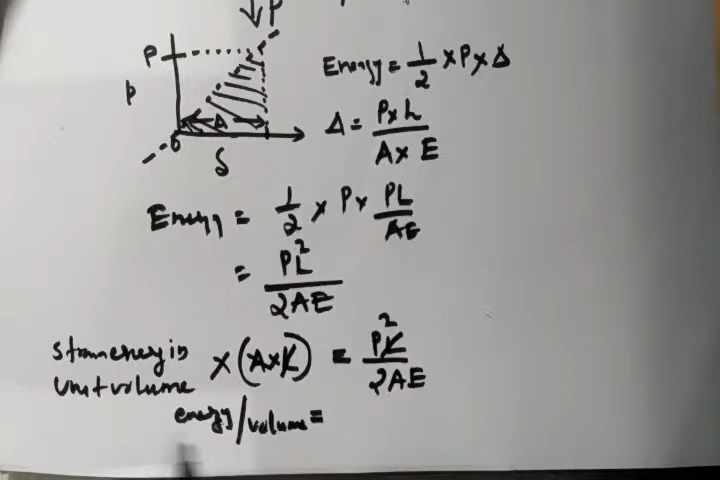 P
P
Energy = 1/2 × P × Δ
p
Δ
Δ = P×L / A×E
0
δ
Energy = 1/2 × P× PL/AE
= PL² / 2AE
Strain energy in
unit volume × (A×L) = PL² / 2AE
energy/volume =